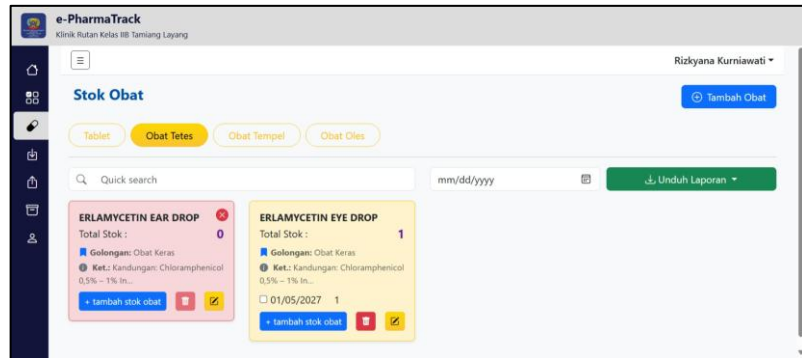 e-PharmaTrack
Klinik Rutan Kelas IIB Tamiang Layang
Rizkyana Kurniawati
Stok Obat
Tambah Obat
Tablet
Obat Tetes
Obat Tempel
Obat Oles
Quick search
mm/dd/yyyy
Unduh Laporan
ERLAMYCETIN EAR DROP
Total Stok : 0
Golongan: Obat Keras
Ket.: Kandungan: Chloramphenicol
0,5% – 1% In...
+ tambah stok obat
ERLAMYCETIN EYE DROP
Total Stok : 1
Golongan: Obat Keras
Ket.: Kandungan: Chloramphenicol
0,5% – 1% In...
01/05/2027 1
+ tambah stok obat